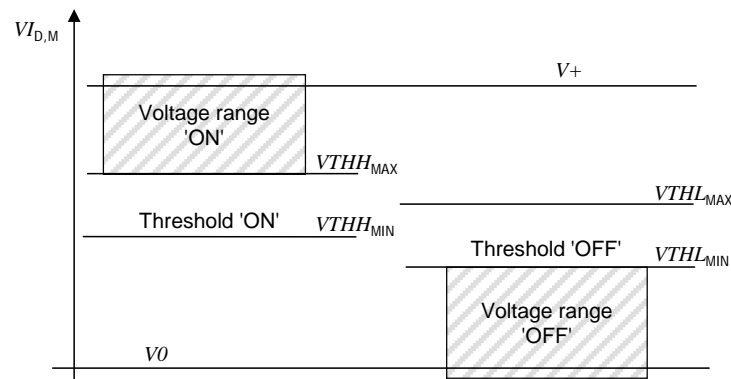 VI_D,M
V+
Voltage range
'ON'
VTHH_MAX
VTHL_MAX
Threshold 'ON'
VTHH_MIN
Threshold 'OFF'
VTHL_MIN
Voltage range
'OFF'
V0